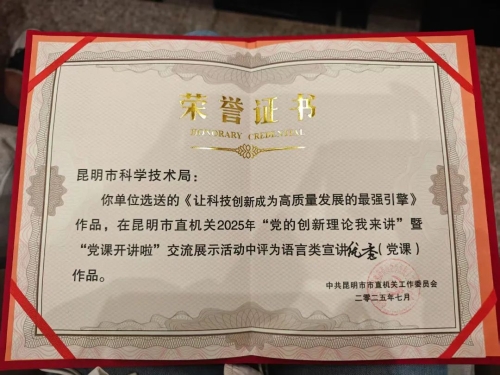 荣誉证书
HONORARY CREDENTIAL
昆明市科学技术局：
你单位选送的《让科技创新成为高质量发展的最强引擎》
作品，在昆明市直机关2025年“党的创新理论我来讲”暨
“党课开讲啦”交流展示活动中评为语言类宣讲优秀（党课）
作品。
中共昆明市市直机关工作委员会
二〇二五年七月